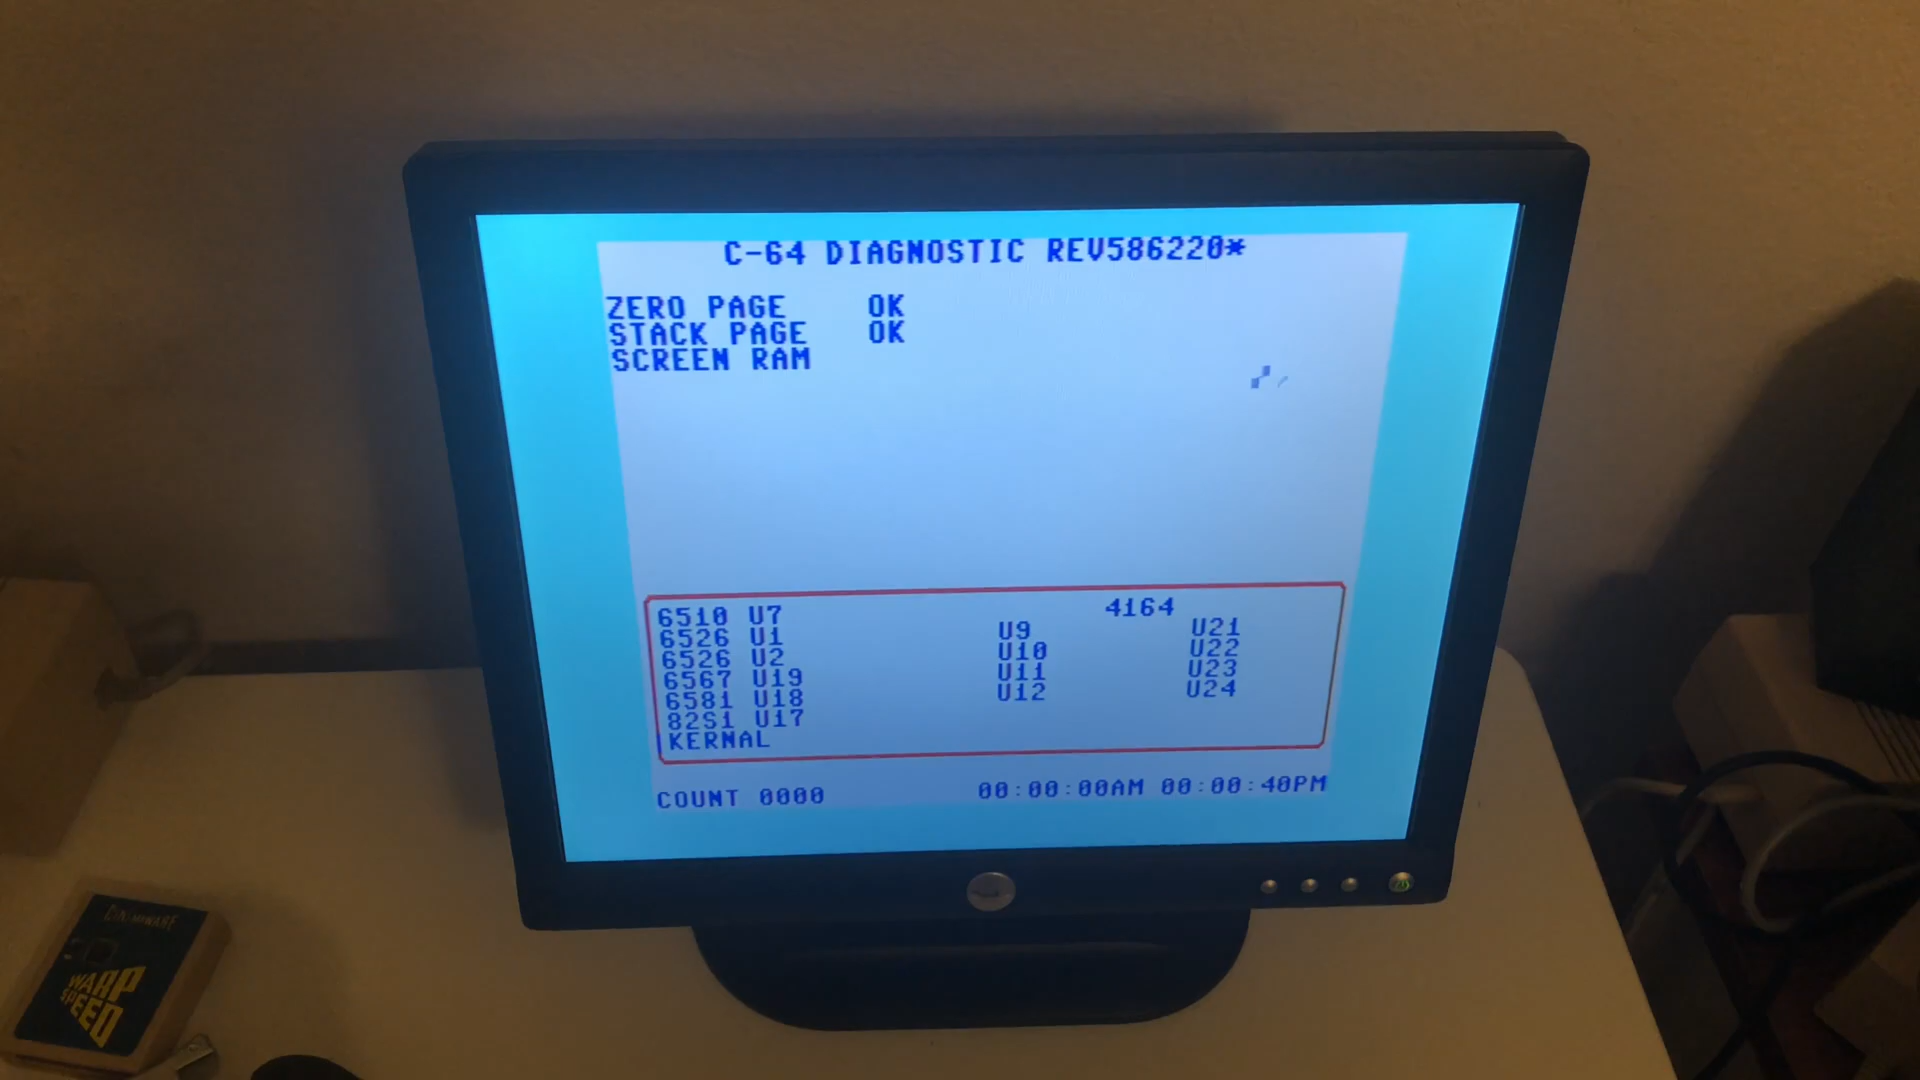 C-64 DIAGNOSTIC REV586220*
ZERO PAGE OK
STACK PAGE OK
SCREEN RAM
6510 U7 4164
6526 U1 U9 U21
6526 U2 U10 U22
6567 U19 U11 U23
6581 U18 U12 U24
82S1 U17
KERNAL
COUNT 0000 00:00:00AM 00:00:40PM
CINEMAWARE
WARP
SPEED